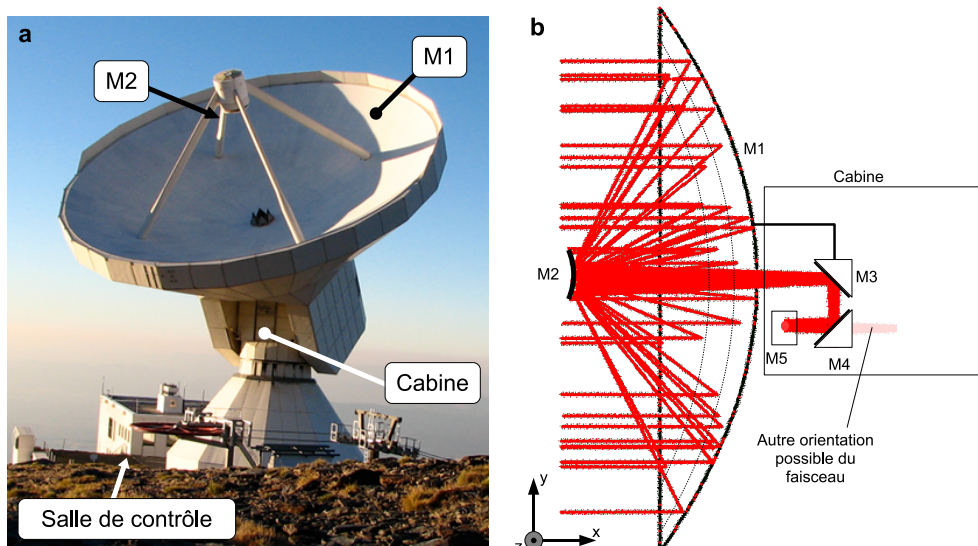 a
M2
M1
Cabine
Salle de contrôle
b
M1
Cabine
M2
M3
M5
M4
Autre orientation
possible du
faisceau
y
x
z